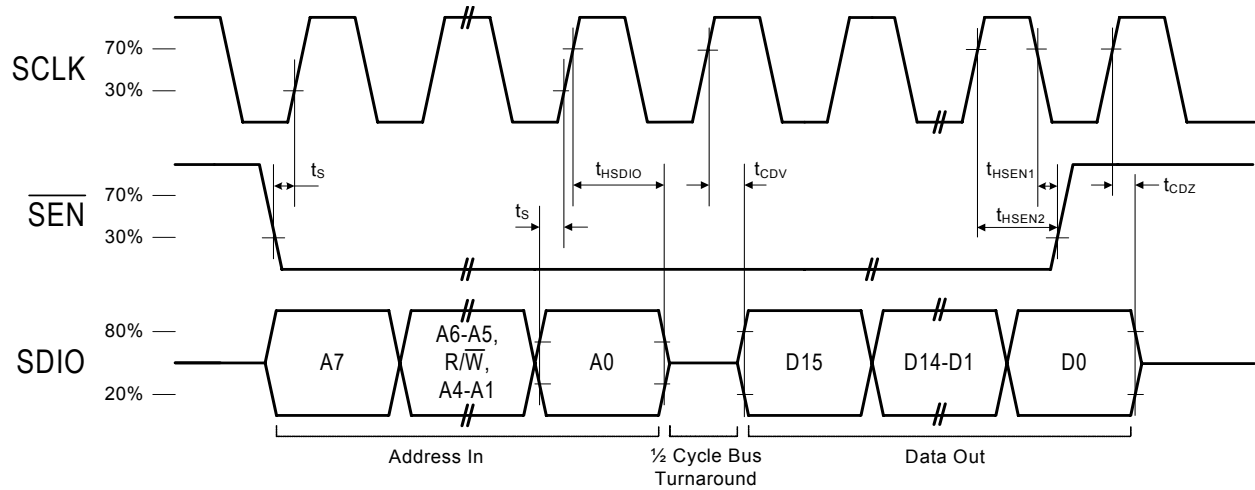 SCLK
70%
30%
SEN
70%
30%
tS
tS
tHSDIO
tCDV
tHSEN1
tHSEN2
tCDZ
SDIO
80%
20%
A7
A6-A5,
R/W,
A4-A1
A0
D15
D14-D1
D0
Address In
½ Cycle Bus
Turnaround
Data Out